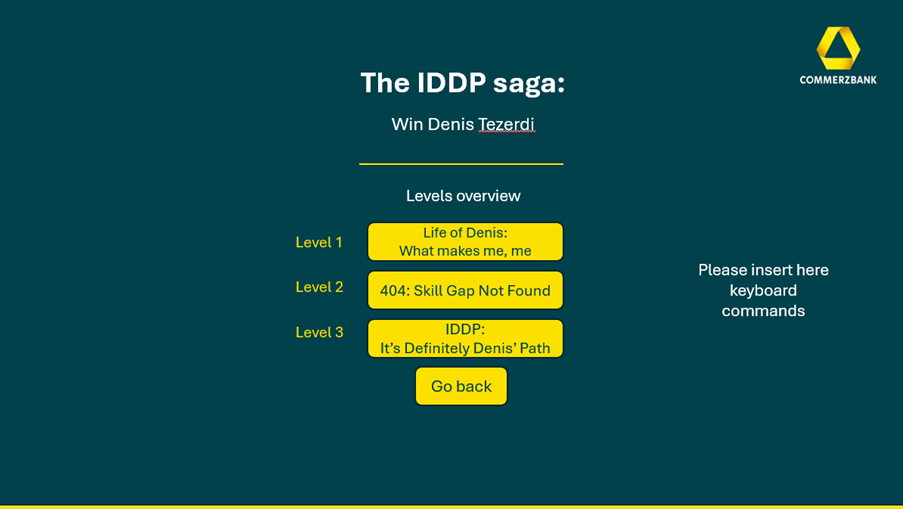 COMMERZBANK
The IDDP saga:
Win Denis Tezerdi
Levels overview
Level 1
Life of Denis:
What makes me, me
Level 2
404: Skill Gap Not Found
Level 3
IDDP:
It’s Definitely Denis’ Path
Go back
Please insert here
keyboard
commands